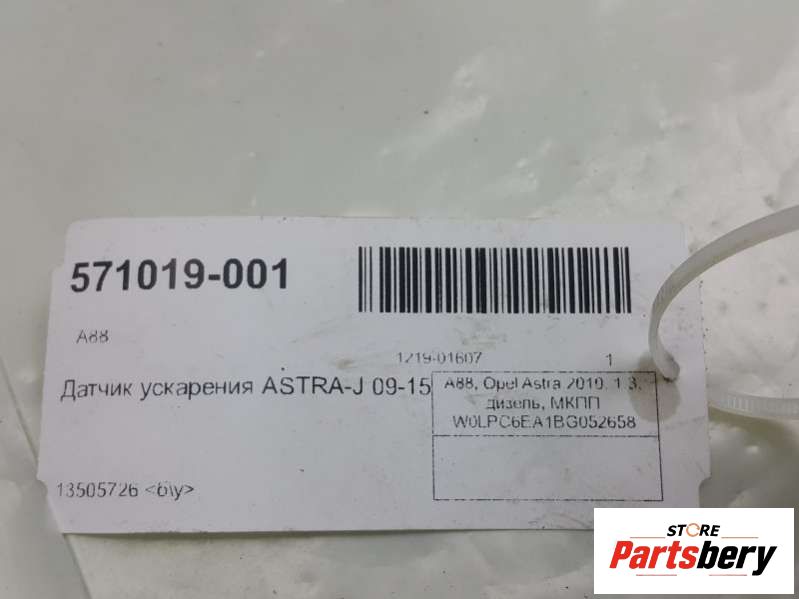 571019-001
A88
1219-01607 1
Датчик ускарения ASTRA-J 09-15
A88, Opel Astra 2010, 1.3,
дизель, МКПП
W0LPC6EA1BG052658
13505726 <б\у>
STORE
Partsbery